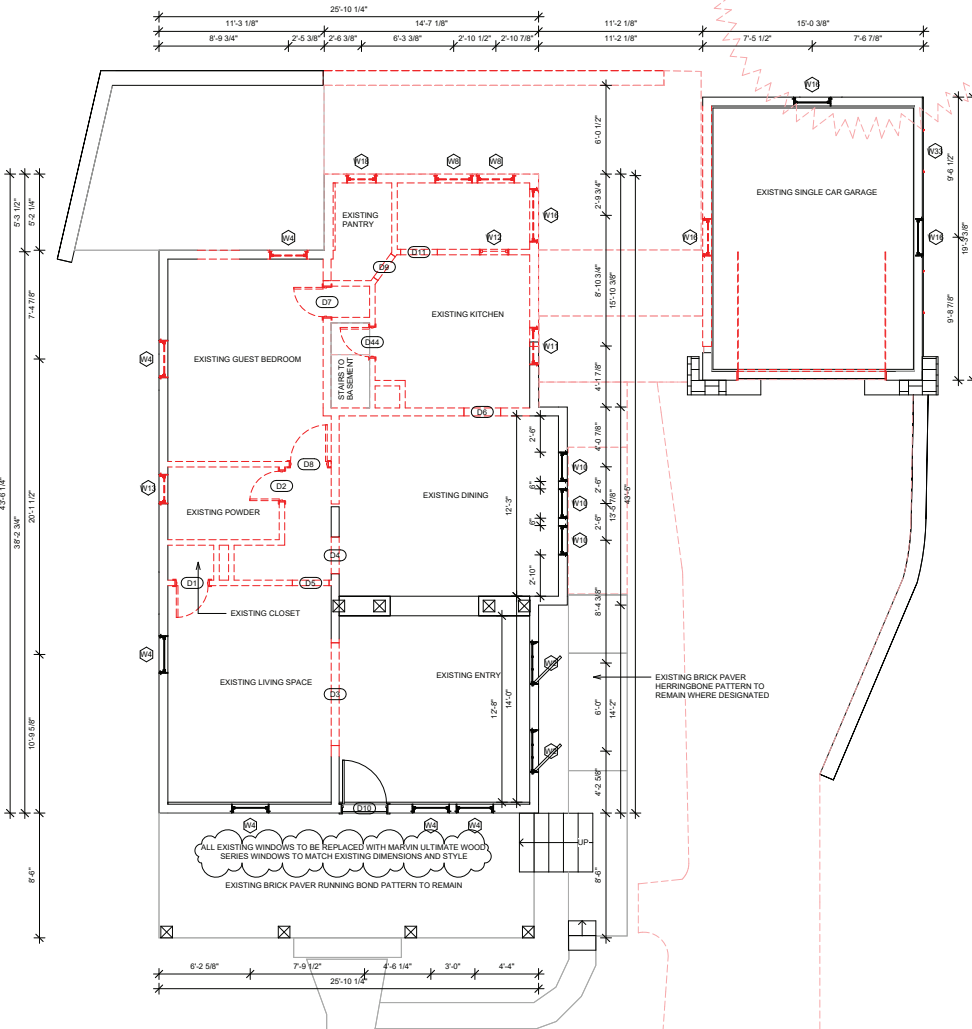 25'-10 1/4"
11'-3 1/8"
14'-7 1/8"
11'-2 1/8"
15'-0 3/8"
8'-9 3/4"
2'-5 3/8"
2'-6 3/8"
6'-3 3/8"
2'-10 1/2"
2'-10 7/8"
11'-2 1/8"
7'-5 1/2"
7'-6 7/8"
W16
6'-0 1/2"
W33
9'-6 1/2"
W18
W8
W8
2'-9 3/4"
EXISTING SINGLE CAR GARAGE
5'-3 1/2"
5'-2 1/4"
EXISTING
PANTRY
W16
W4
W12
W16
W16
19'-3 3/8"
D11
D9
8'-10 3/4"
15'-10 3/8"
7'-4 7/8"
D7
EXISTING KITCHEN
9'-8 7/8"
D44
W11
W4
EXISTING GUEST BEDROOM
STAIRS TO
BASEMENT
4'-1 7/8"
D6
2'-6"
4'-0 7/8"
D8
W10
D2
2'-6"
43'-5"
43'-6 1/4"
38'-2 3/4"
20'-1 1/2"
W13
6"
EXISTING DINING
12'-3"
W10
13'-5 7/8"
EXISTING POWDER
6"
2'-6"
W10
D4
D1
D5
2'-10"
8'-4 3/8"
EXISTING CLOSET
W4
EXISTING LIVING SPACE
EXISTING ENTRY
EXISTING BRICK PAVER
HERRINGBONE PATTERN TO
REMAIN WHERE DESIGNATED
D3
12'-8"
14'-0"
6'-0"
14'-2"
10'-9 5/8"
4'-2 5/8"
D10
W4
W4
W4
UP
ALL EXISTING WINDOWS TO BE REPLACED WITH MARVIN ULTIMATE WOOD
SERIES WINDOWS TO MATCH EXISTING DIMENSIONS AND STYLE
EXISTING BRICK PAVER RUNNING BOND PATTERN TO REMAIN
8'-6"
8'-6"
6'-2 5/8"
7'-9 1/2"
4'-6 1/4"
3'-0"
4'-4"
25'-10 1/4"